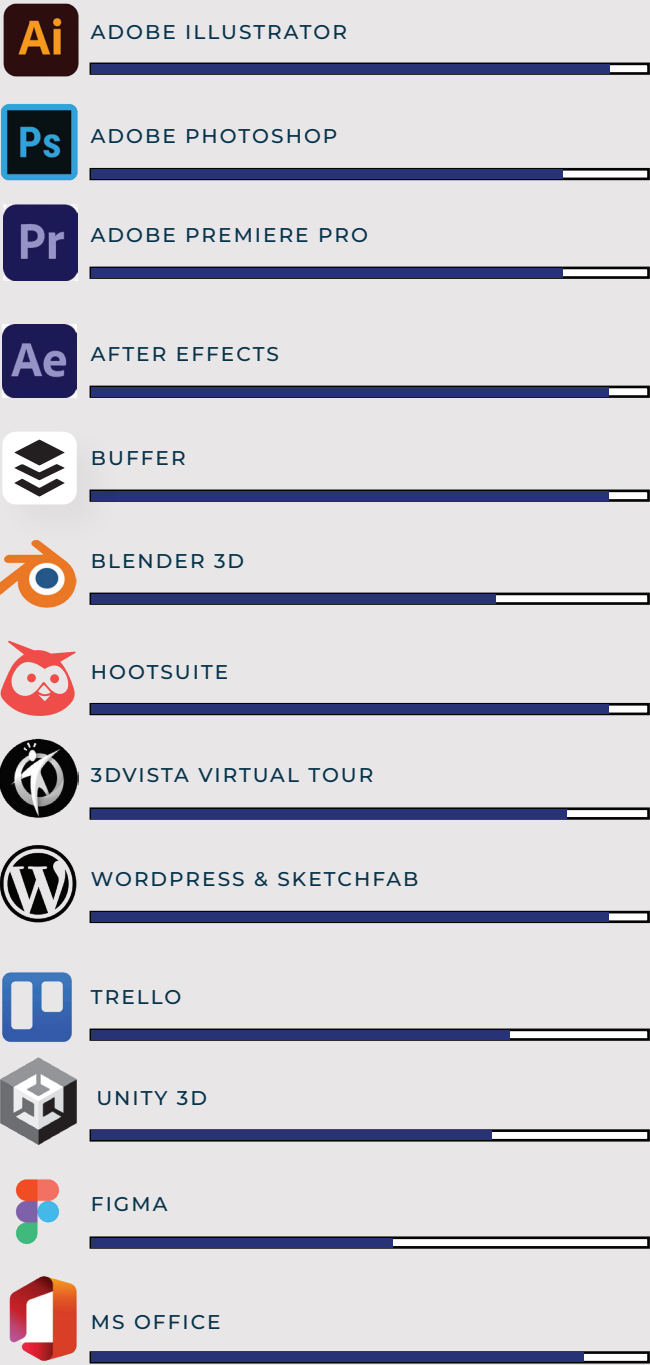 Ai
ADOBE ILLUSTRATOR
Ps
ADOBE PHOTOSHOP
Pr
ADOBE PREMIERE PRO
Ae
AFTER EFFECTS
BUFFER
BLENDER 3D
HOOTSUITE
3DVISTA VIRTUAL TOUR
W
WORDPRESS & SKETCHFAB
TRELLO
UNITY 3D
FIGMA
MS OFFICE